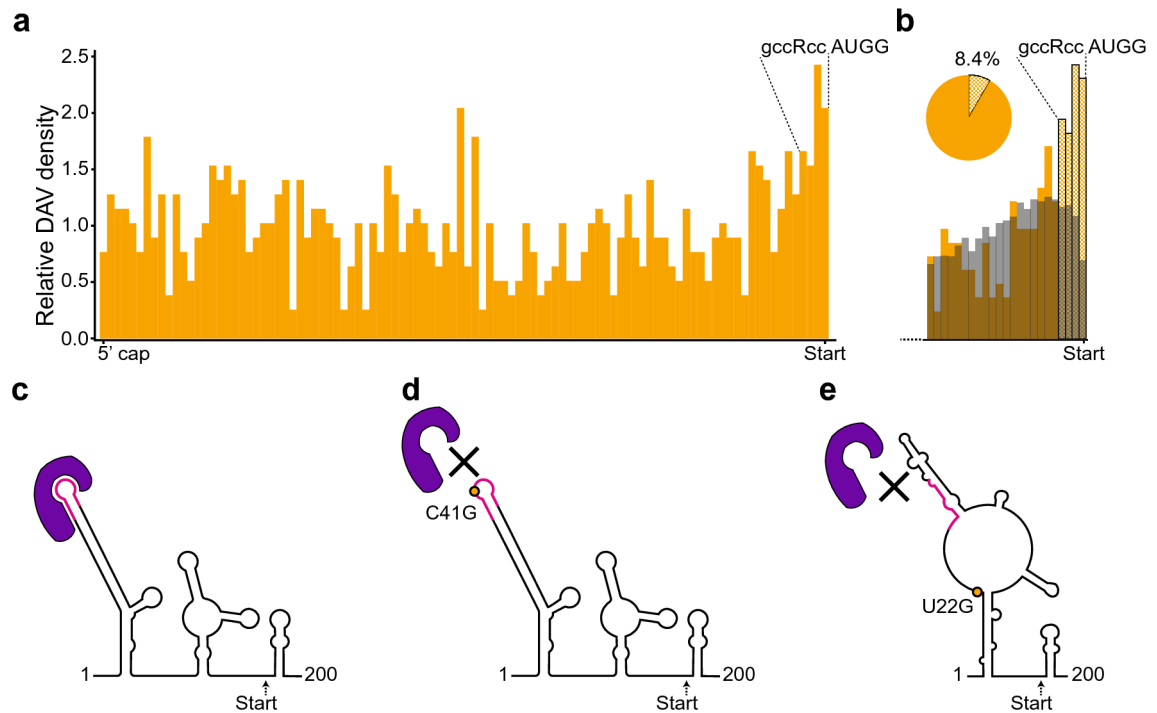 a
b
gccRcc AUGG
gccRcc AUGG
8.4%
2.5
2.0
1.5
1.0
0.5
0.0
Relative DAV density
5' cap
Start
Start
c
d
e
C41G
U22G
1
200
Start
1
200
Start
1
200
Start